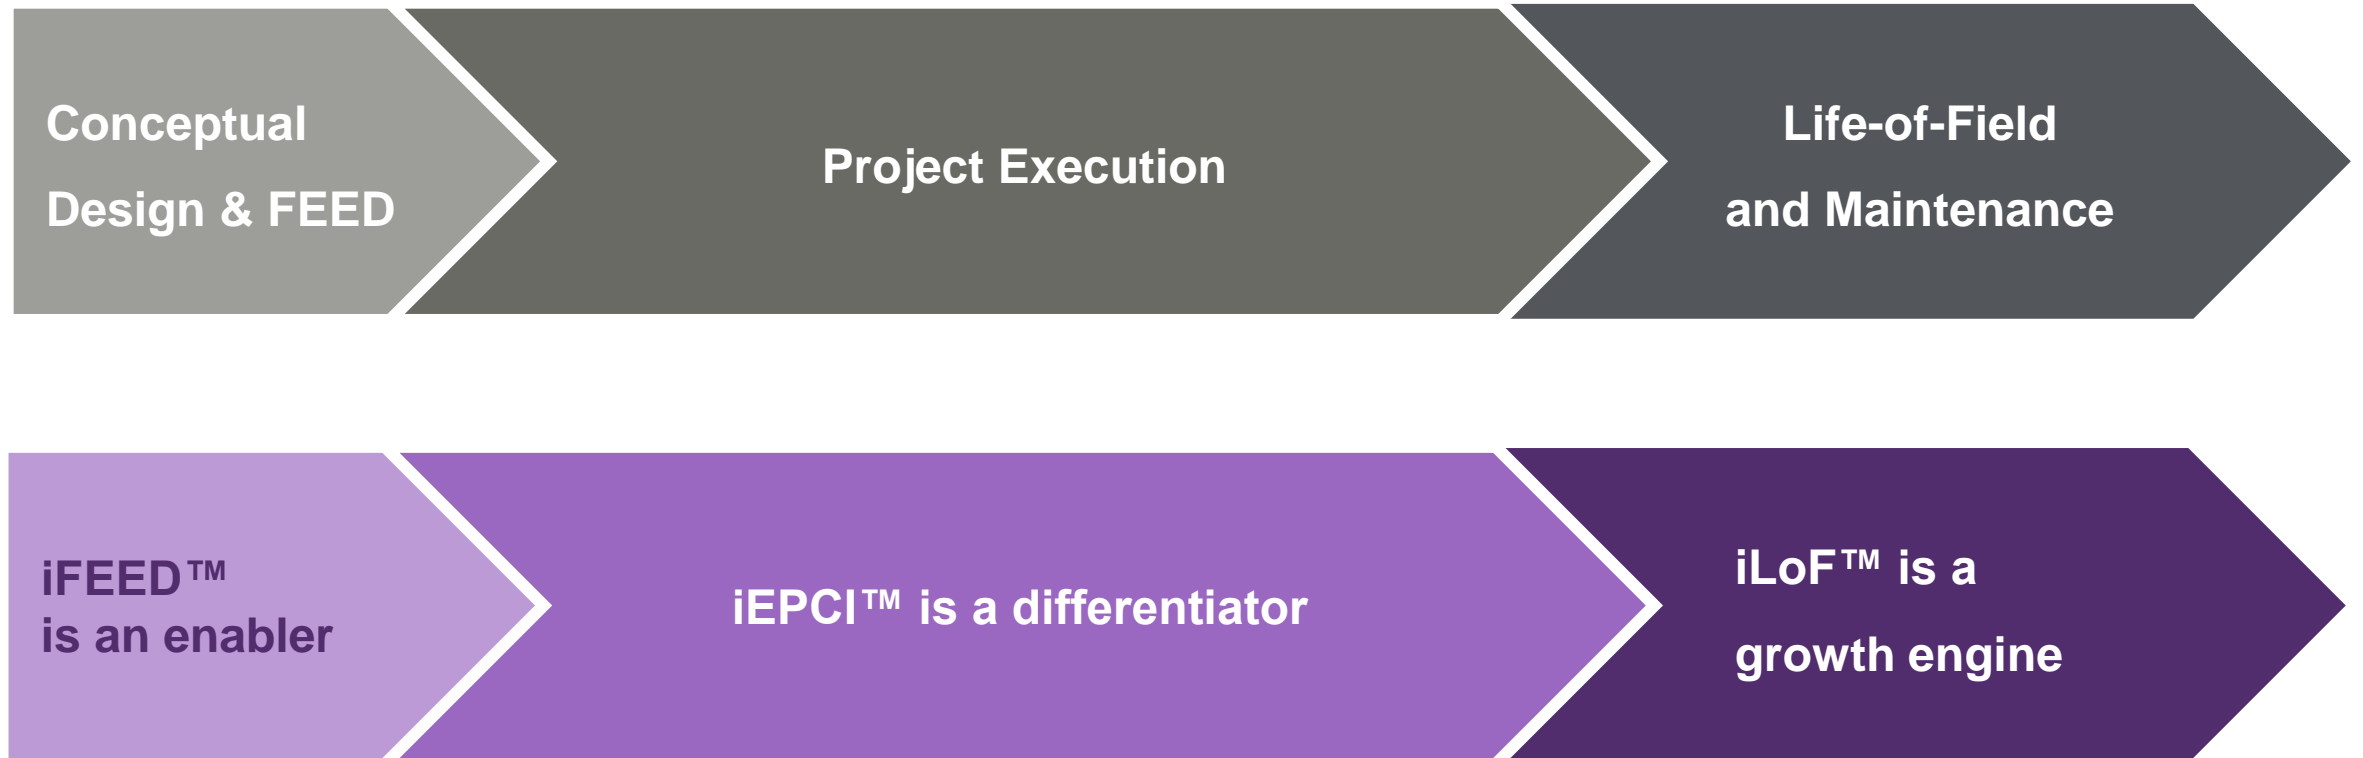 Conceptual
Design & FEED
Project Execution
Life-of-Field
and Maintenance
iFEED™
is an enabler
iEPCI™ is a differentiator
iLoF™ is a
growth engine